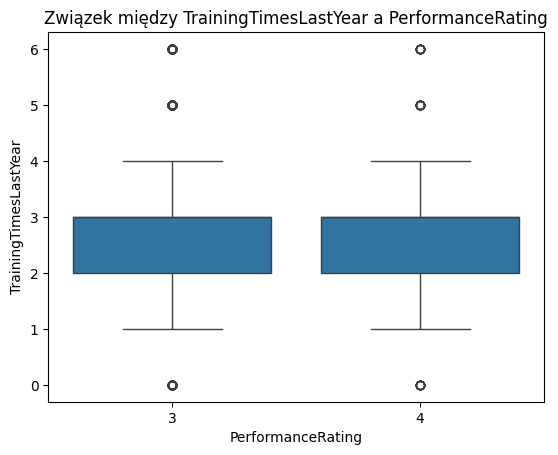 Związek między TrainingTimesLastYear a PerformanceRating
6
5
4
3
2
1
0
TrainingTimesLastYear
3 4
PerformanceRating